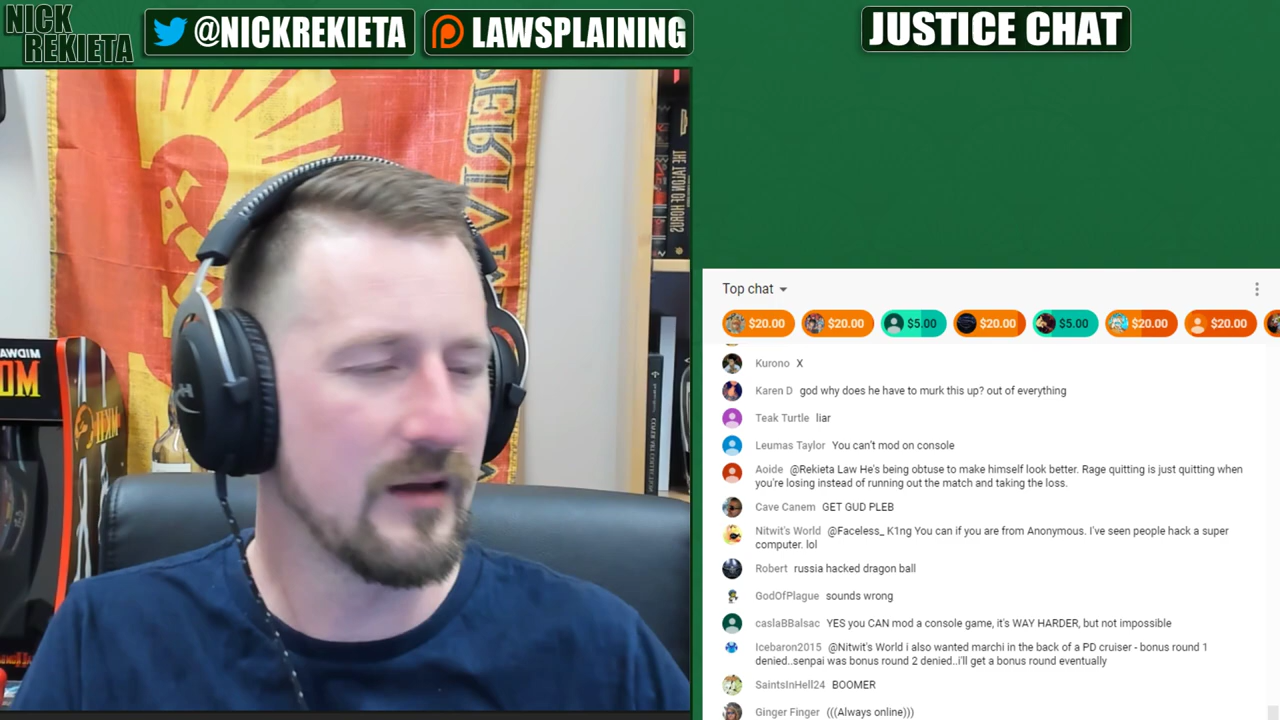 NICK
REKIETA
@NICKREKIETA
LAWSPLAINING
JUSTICE CHAT
THE TALON OF HORUS
MIDWA
MO
MKII
Top chat
$20.00
$20.00
$5.00
$20.00
$5.00
$20.00
$20.00
Kurono X
Karen D god why does he have to murk this up? out of everything
Teak Turtle liar
Leumas Taylor You can't mod on console
Aoide @Rekieta Law He's being obtuse to make himself look better. Rage quitting is just quitting when
you're losing instead of running out the match and taking the loss.
Cave Canem GET GUD PLEB
Nitwit's World @Faceless_ K1ng You can if you are from Anonymous. I've seen people hack a super
computer. lol
Robert russia hacked dragon ball
GodOfPlague sounds wrong
caslaBBalsac YES you CAN mod a console game, it's WAY HARDER, but not impossible
Icebaron2015 @Nitwit's World i also wanted marchi in the back of a PD cruiser - bonus round 1
denied..senpai was bonus round 2 denied..i'll get a bonus round eventually
SaintsInHell24 BOOMER
Ginger Finger (((Always online)))